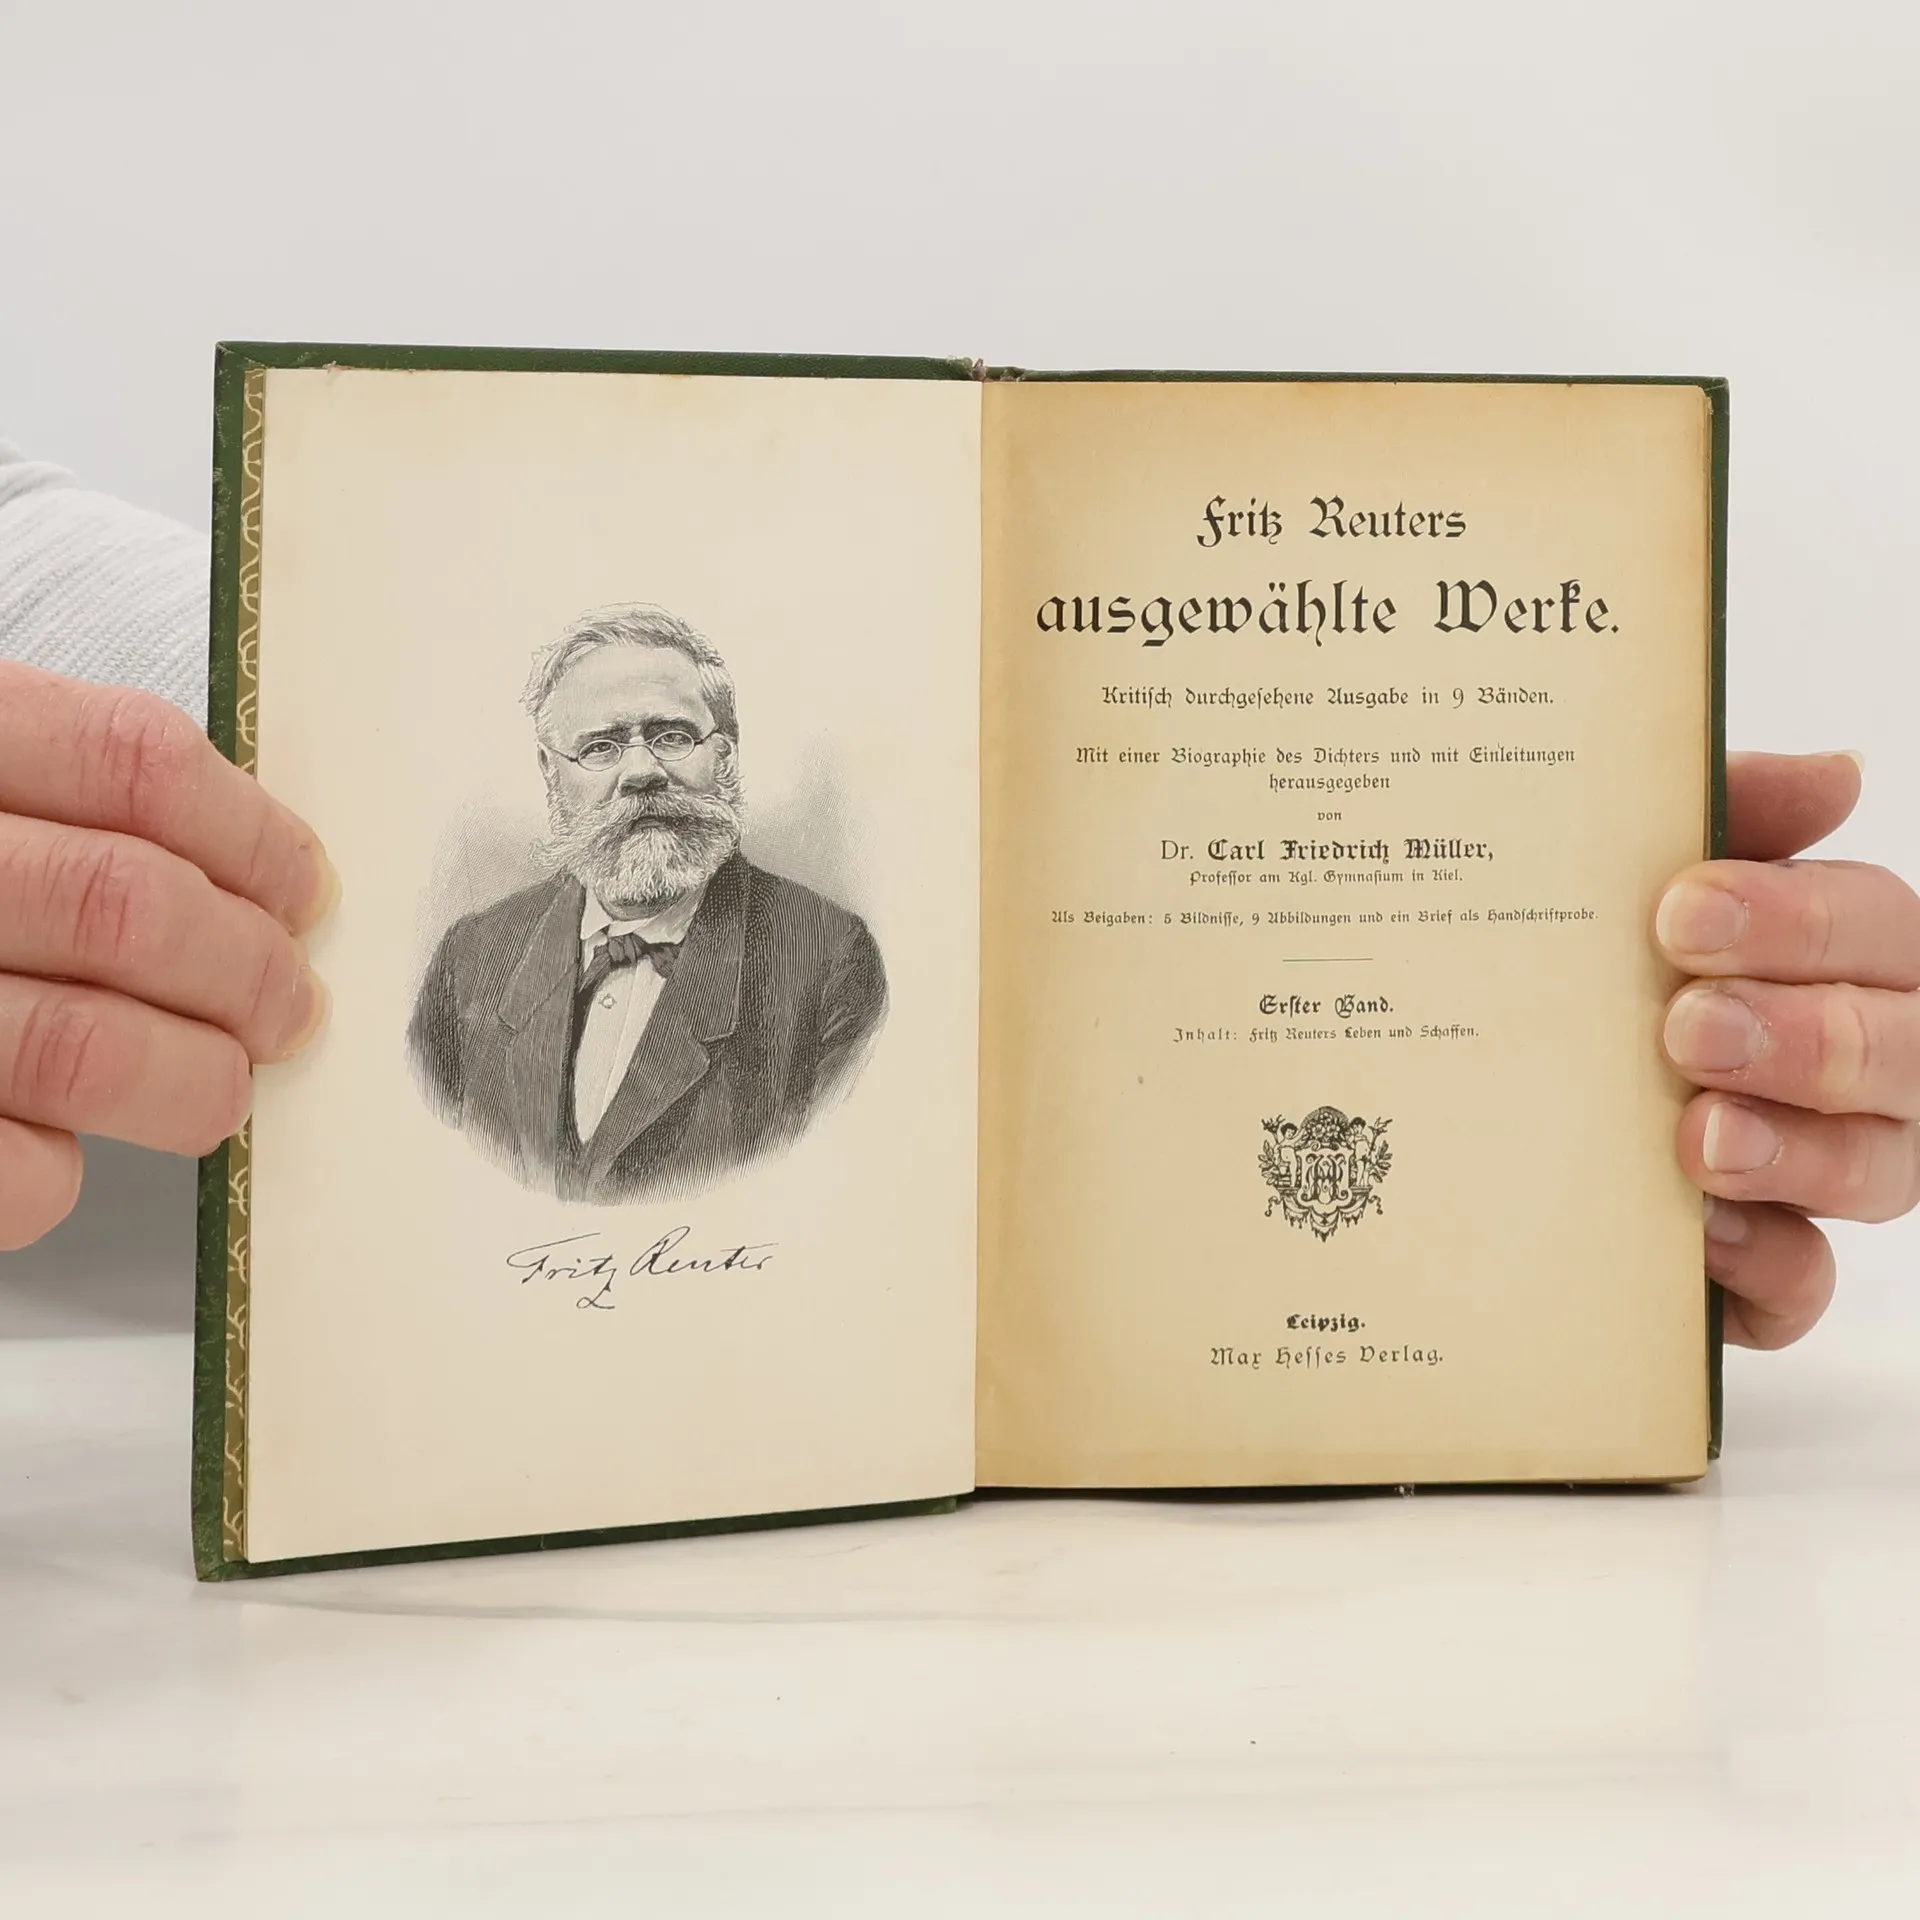 Fritz Reuter
Fritz Reuters
ausgewählte Werke.
Kritiſch durchgeſehene Ausgabe in 9 Bänden.
Mit einer Biographie des Dichters und mit Einleitungen
herausgegeben
von
Dr. Carl Friedrich Müller,
Profeſſor am Kgl. Gymnaſium in Kiel.
Als Beigaben: 5 Bildniſſe, 9 Abbildungen und ein Brief als Handſchriftprobe.
Erſter Band.
Inhalt: Fritz Reuters Leben und Schaffen.
Leipzig.
Max Heſſes Verlag.